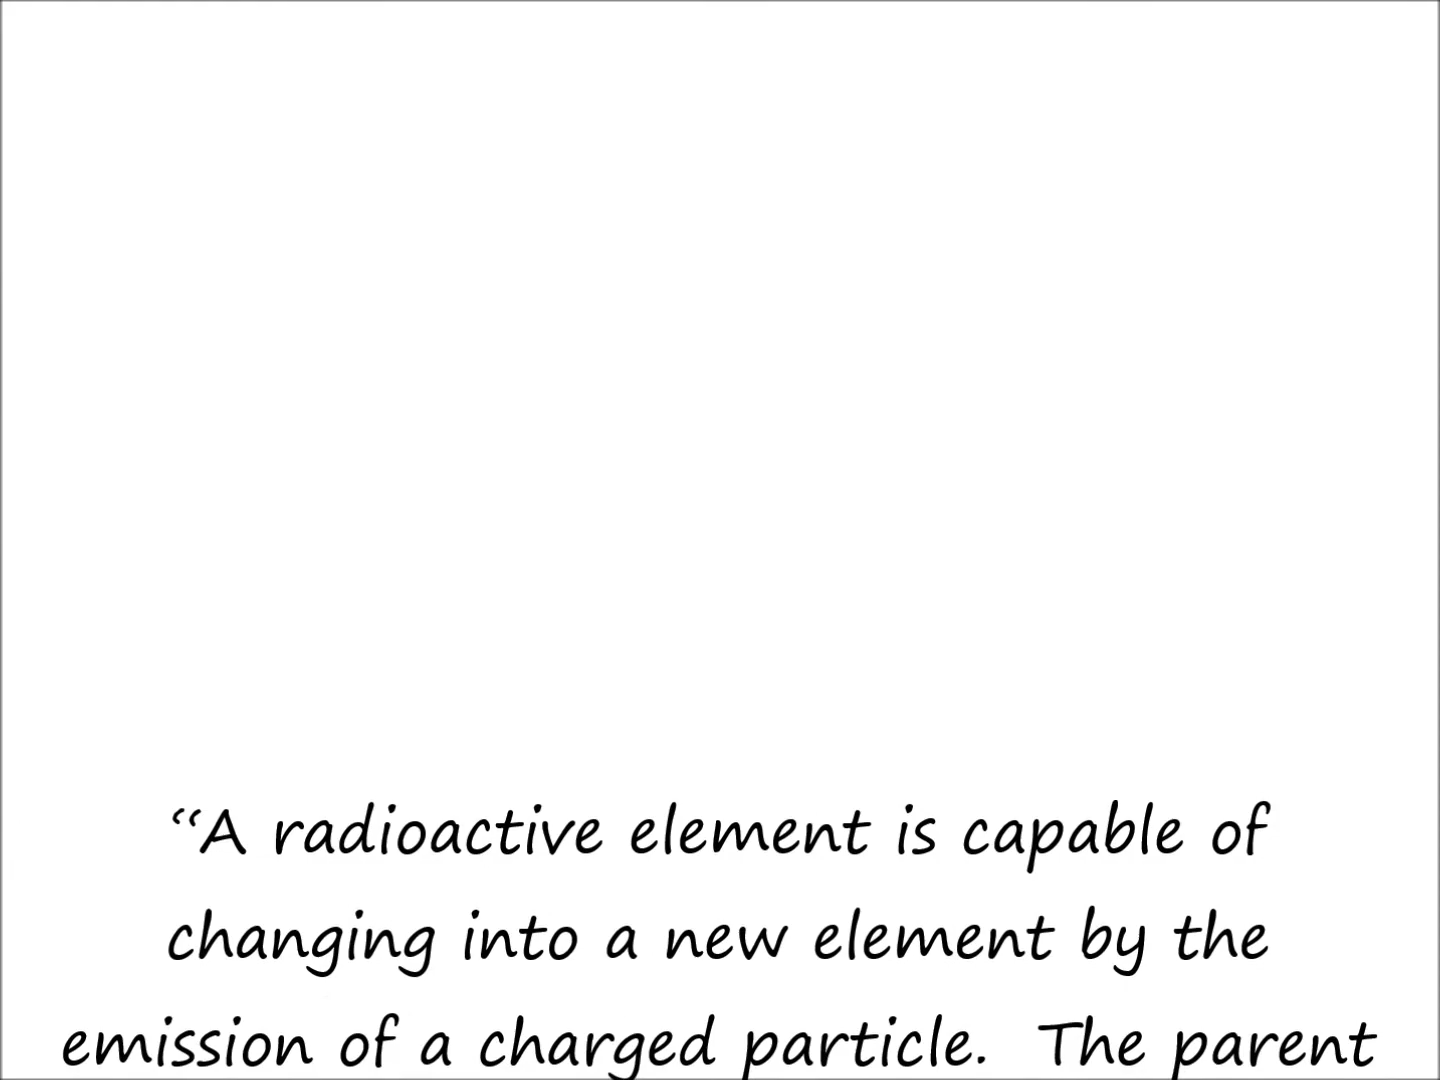 “A radioactive element is capable of
changing into a new element by the
emission of a charged particle.  The parent